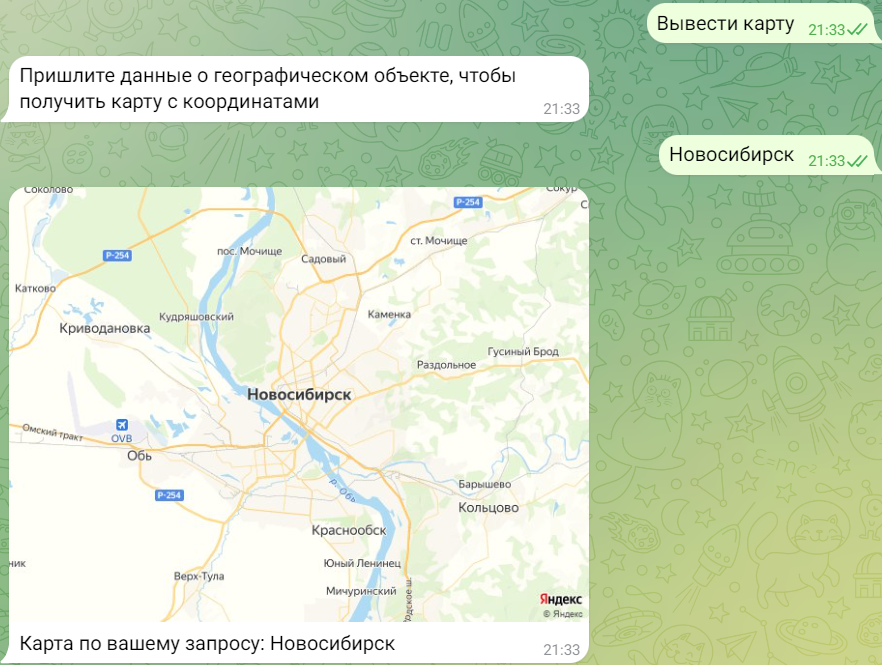 Вывести карту 21:33
Пришлите данные о географическом объекте, чтобы
получить карту с координатами 21:33
Новосибирск 21:33
Соколово
Сокур
Р-254
ст. Мочище
пос. Мочище
Р-254
Садовый
Катково
Кудряшовский
Каменка
Криводановка
Гусиный Брод
Раздольное
Новосибирск
Омский тракт
OVB
Обь
Р-254
р. Обь
Барышево
Кольцово
Краснообск
Юный Ленинец
Верх-Тула
Мичуринский
Яндекс
© Яндекс
Карта по вашему запросу: Новосибирск 21:33